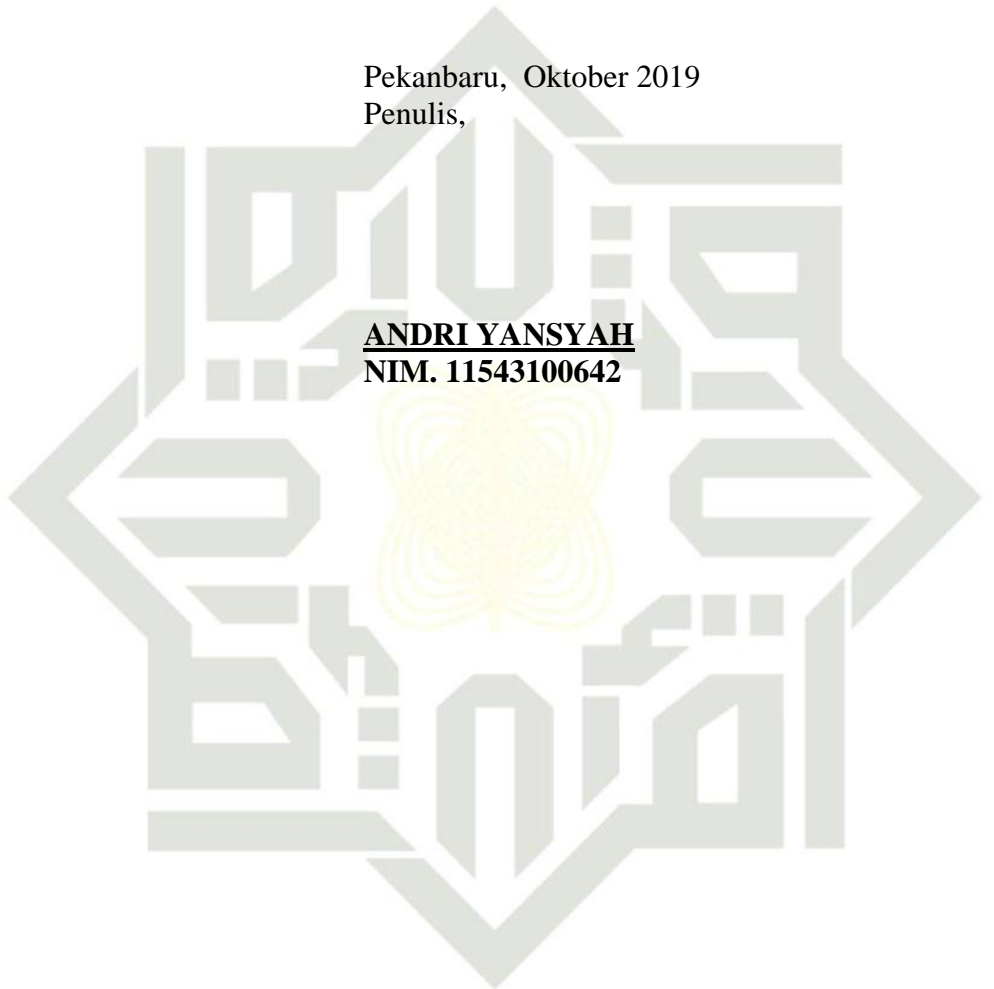 Pekanbaru,  Oktober 2019
Penulis,
ANDRI YANSYAH
NIM. 11543100642